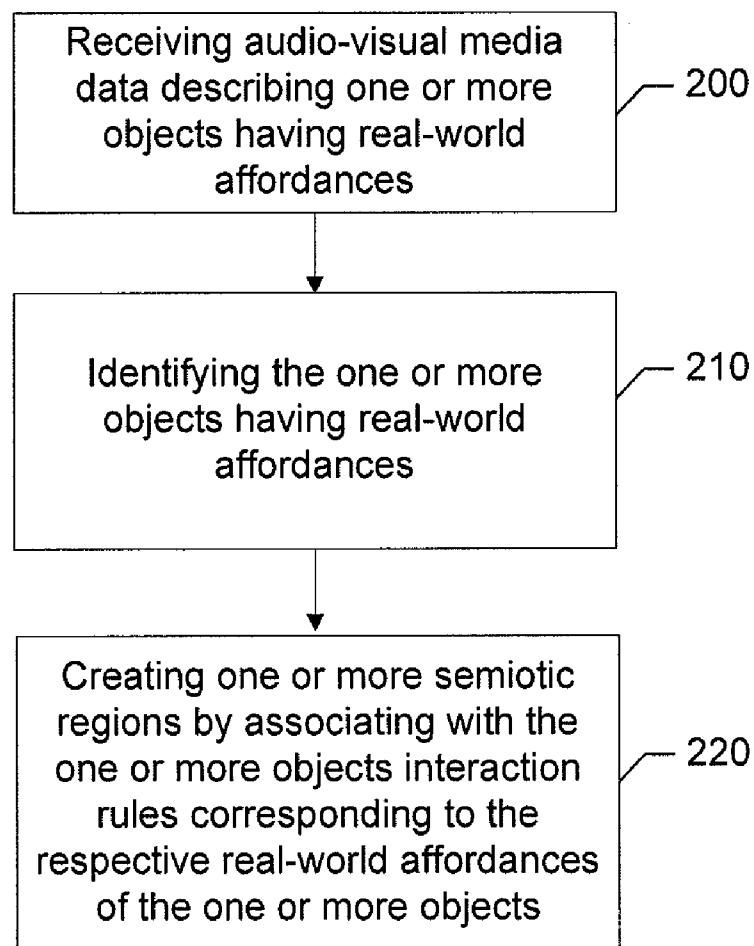 Receiving audio-visual media
data describing one or more
objects having real-world
affordances
200
Identifying the one or more
objects having real-world
affordances
210
Creating one or more semiotic
regions by associating with the
one or more objects interaction
rules corresponding to the
respective real-world affordances
of the one or more objects
220